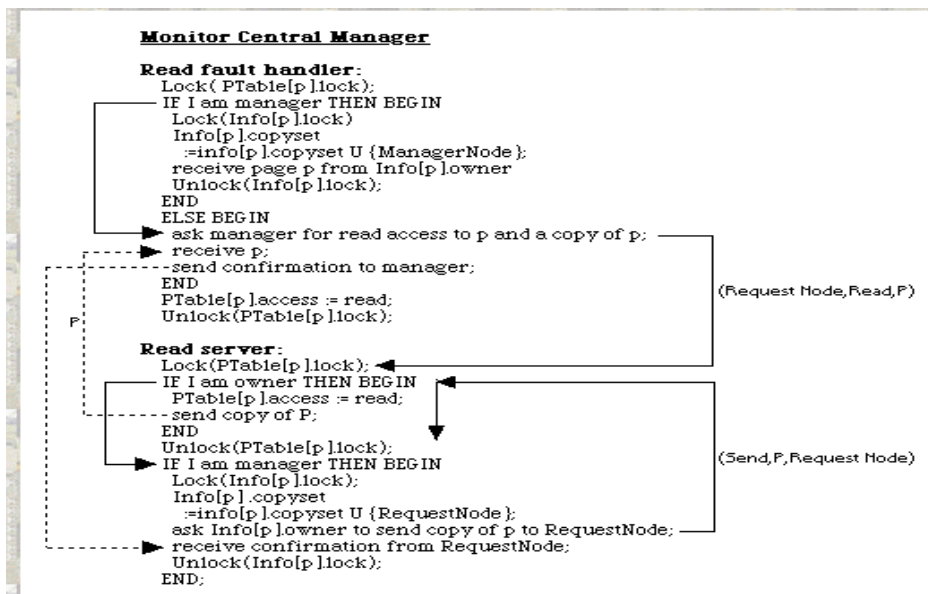 Monitor Central Manager
Read fault handler:
Lock( PTable[p].lock);
IF I am manager THEN BEGIN
Lock(Info[p].lock)
Info[p].copyset
:=info[p].copyset U {ManagerNode};
receive page p from Info[p].owner
Unlock(Info[p].lock);
END
ELSE BEGIN
ask manager for read access to p and a copy of p;
receive p;
send confirmation to manager;
END
(Request Node,Read,P)
PTable[p].access := read;
Unlock(PTable[p].lock);
P
Read server:
Lock(PTable[p].lock);
IF I am owner THEN BEGIN
PTable[p].access := read;
send copy of P;
END
Unlock(PTable[p].lock);
IF I am manager THEN BEGIN
(Send,P,Request Node)
Lock(Info[p].lock);
Info[p].copyset
:=info[p].copyset U {RequestNode};
ask Info[p].owner to send copy of p to RequestNode;
receive confirmation from RequestNode;
Unlock(Info[p].lock);
END;